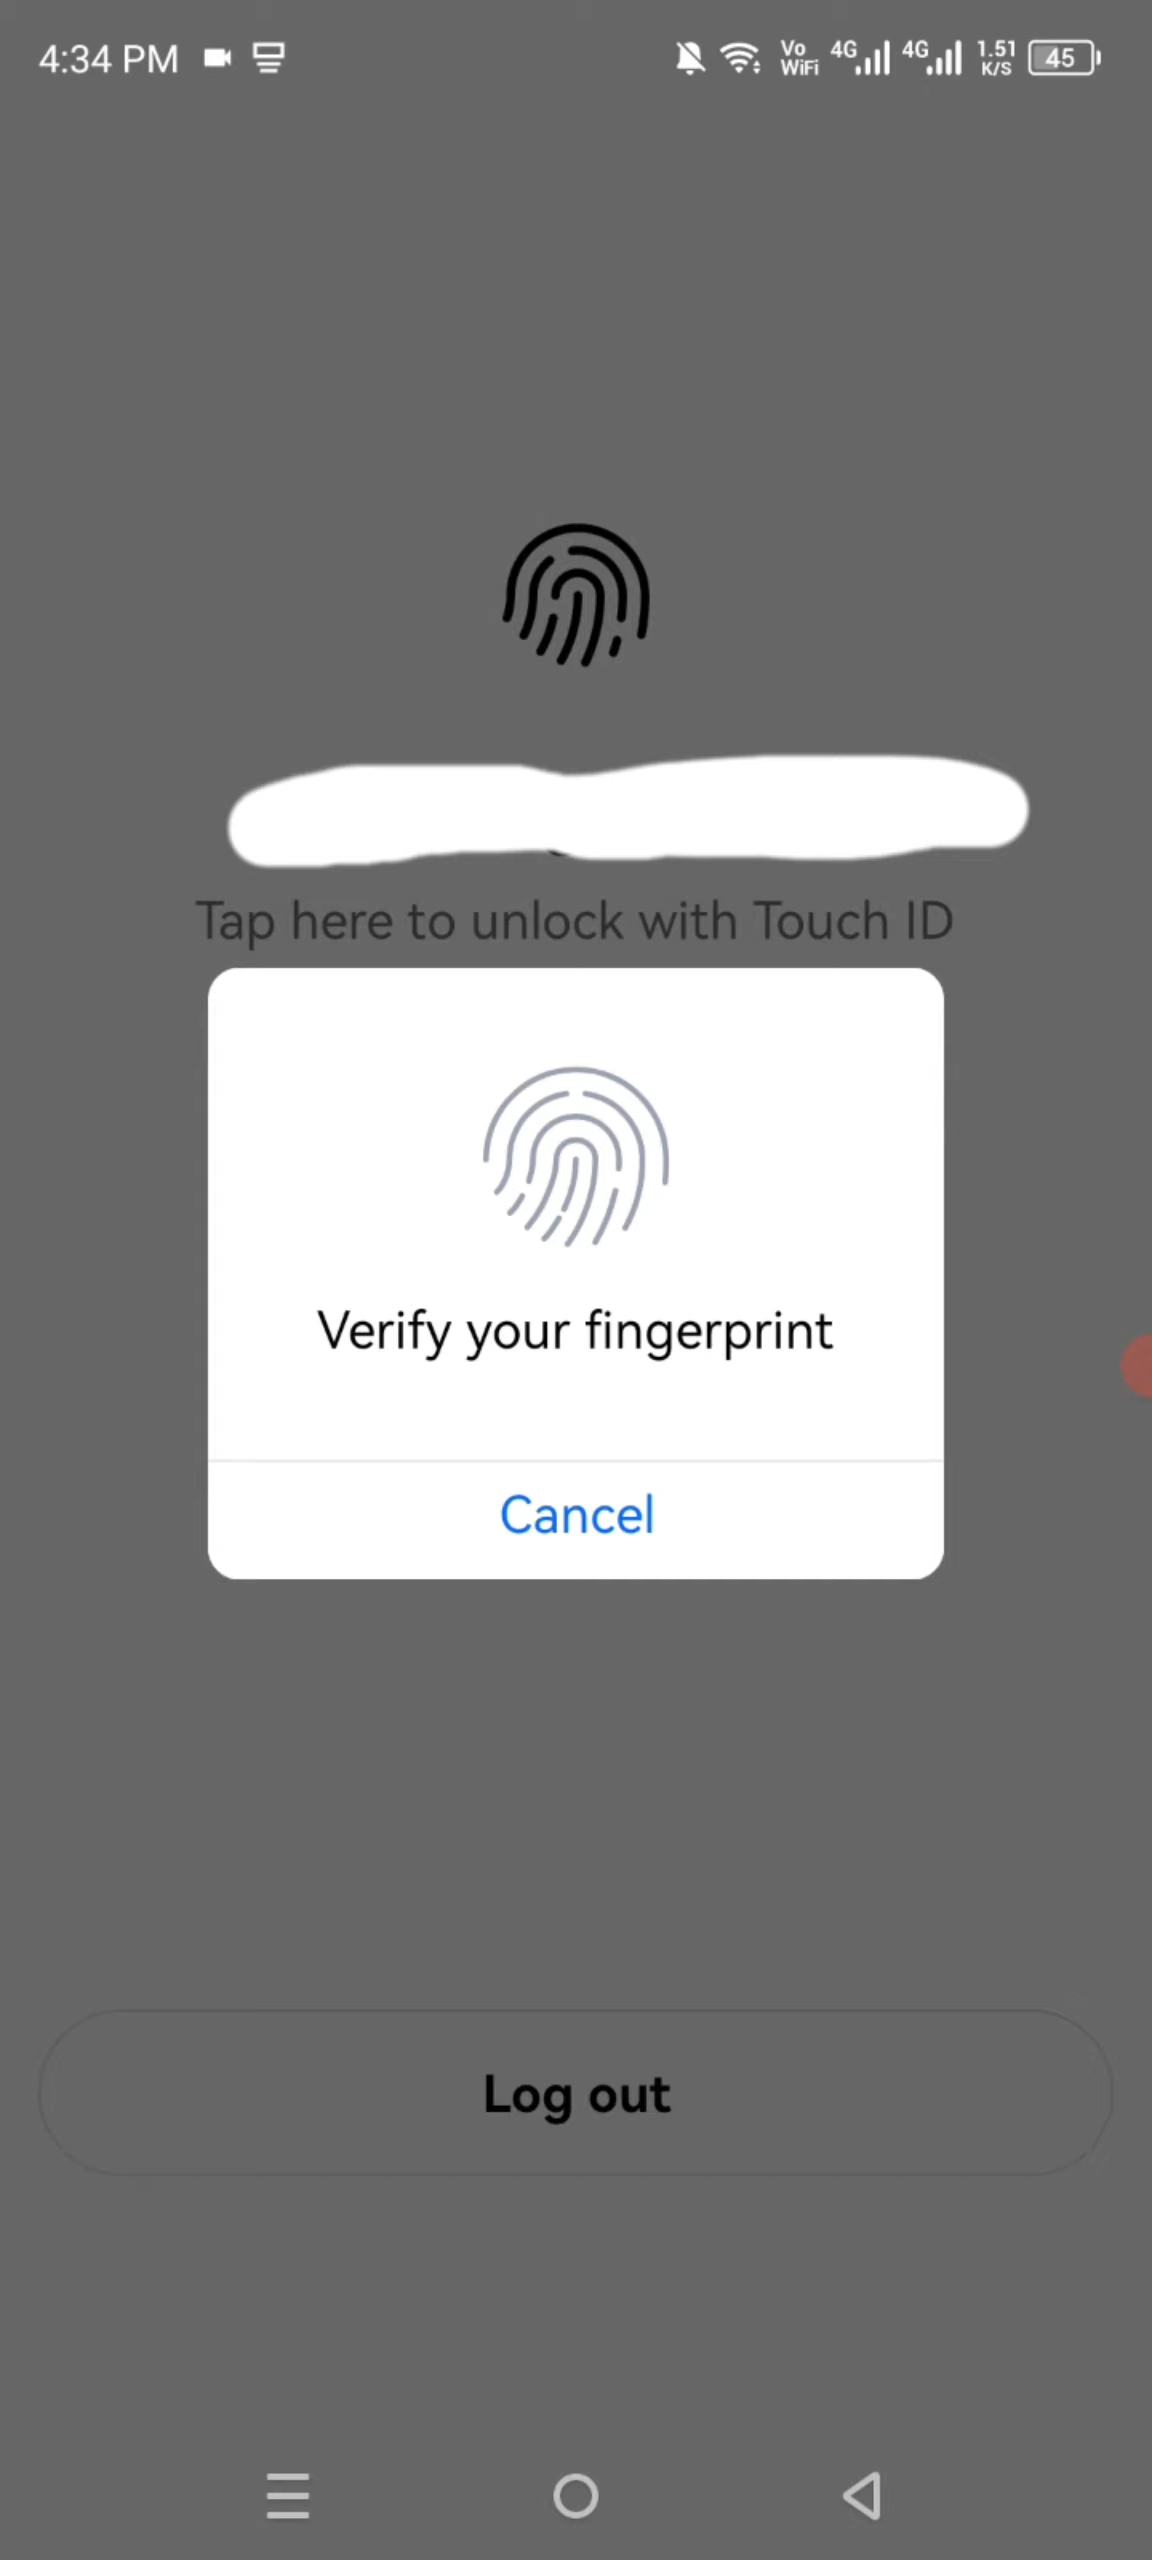 4:34 PM
Vo WiFi 4G 4G 1.51 K/S 45
Tap here to unlock with Touch ID
Verify your fingerprint
Cancel
Log out